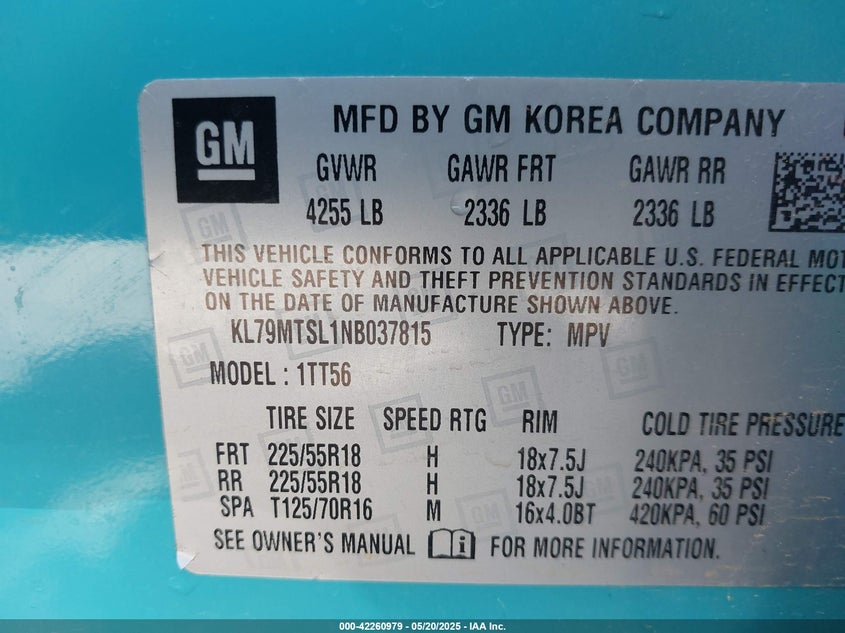 GM MFD BY GM KOREA COMPANY
GVWR GAWR FRT GAWR RR
4255 LB 2336 LB 2336 LB
THIS VEHICLE CONFORMS TO ALL APPLICABLE U.S. FEDERAL MOT
VEHICLE SAFETY AND THEFT PREVENTION STANDARDS IN EFFECT
ON THE DATE OF MANUFACTURE SHOWN ABOVE.
KL79MTSL1NB037815 TYPE: MPV
MODEL : 1TT56
TIRE SIZE SPEED RTG RIM COLD TIRE PRESSURE
FRT 225/55R18 H 18x7.5J 240KPA, 35 PSI
RR 225/55R18 H 18x7.5J 240KPA, 35 PSI
SPA T125/70R16 M 16x4.0BT 420KPA, 60 PSI
SEE OWNER'S MANUAL i FOR MORE INFORMATION.
000-42260979 - 05/20/2025 - IAA Inc.